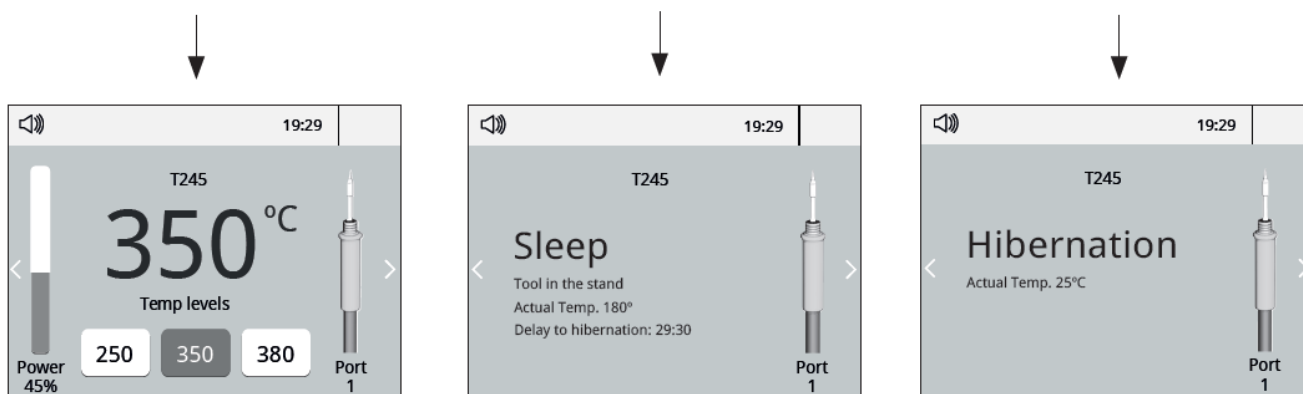 19:29
T245
350 ºC
Temp levels
250 350 380
Power
45%
Port
1
19:29
T245
Sleep
Tool in the stand
Actual Temp. 180º
Delay to hibernation: 29:30
Port
1
19:29
T245
Hibernation
Actual Temp. 25ºC
Port
1